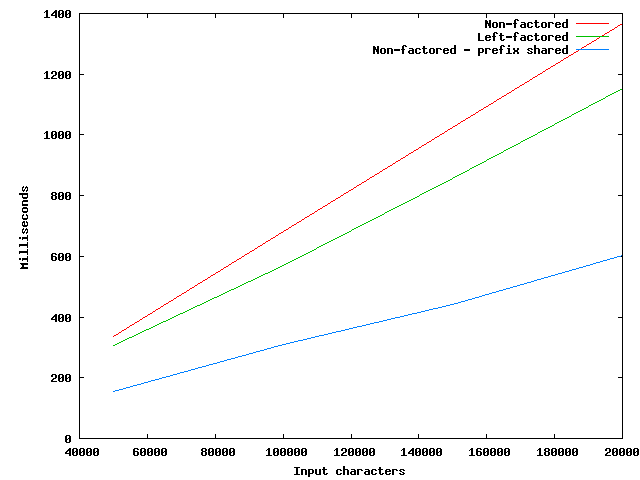 1400
1200
1000
800
600
400
200
0
Milliseconds
Non-factored
Left-factored
Non-factored - prefix shared
40000 60000 80000 100000 120000 140000 160000 180000 20000
Input characters